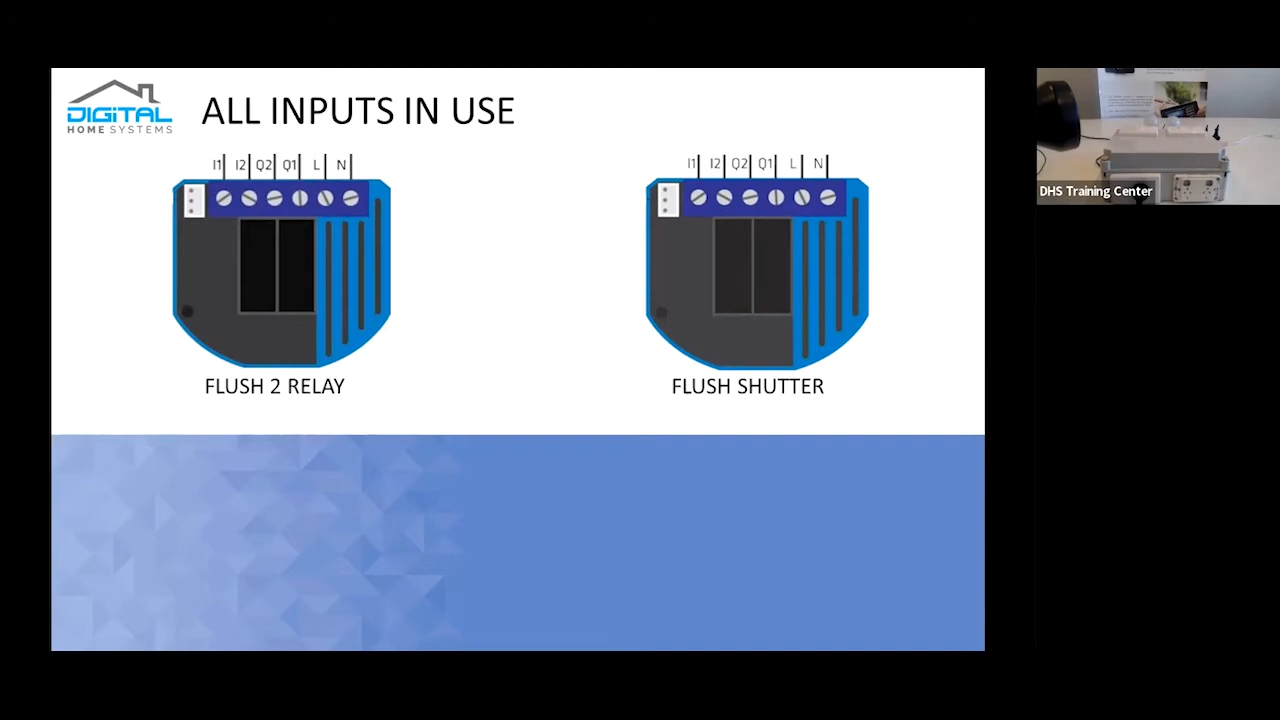 DiGiTAL
HOME SYSTEMS
ALL INPUTS IN USE
I1 I2 Q2 Q1 L N
I1 I2 Q2 Q1 L N
FLUSH 2 RELAY
FLUSH SHUTTER
DHS Training Center